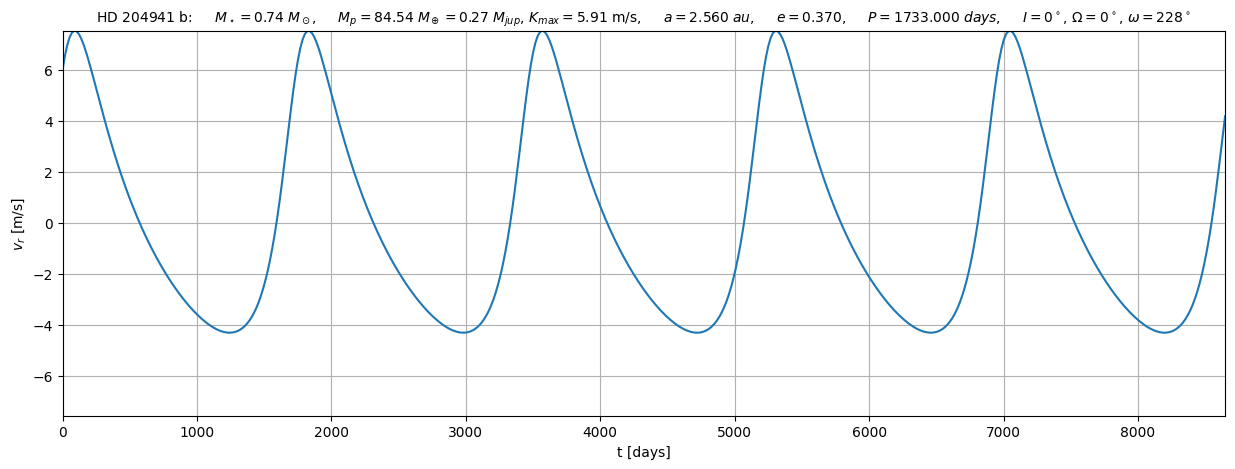 HD 204941 b: M⋆ = 0.74 M⊙, Mp = 84.54 M⊕ = 0.27 Mjup, Kmax = 5.91 m/s, a = 2.560 au, e = 0.370, P = 1733.000 days, I = 0°, Ω = 0°, ω = 228°
6
4
2
0
−2
−4
−6
vr [m/s]
0 1000 2000 3000 4000 5000 6000 7000 8000
t [days]